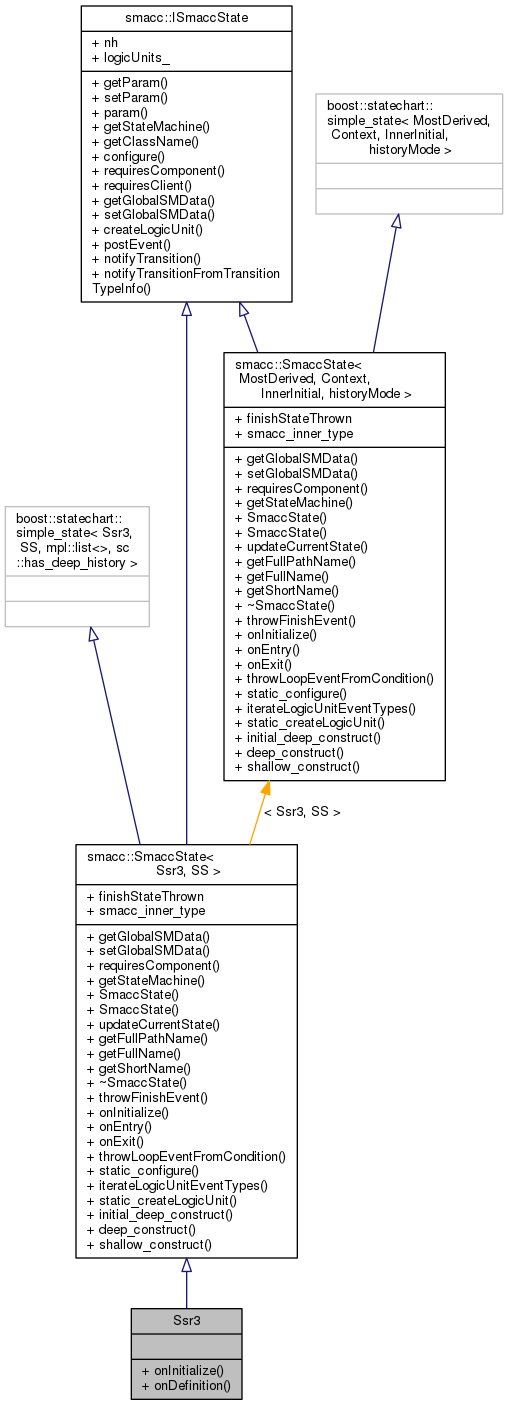 smacc::ISmaccState
+ nh
+ logicUnits_
+ getParam()
+ setParam()
+ param()
+ getStateMachine()
+ getClassName()
+ configure()
+ requiresComponent()
+ requiresClient()
+ getGlobalSMData()
+ setGlobalSMData()
+ createLogicUnit()
+ postEvent()
+ notifyTransition()
+ notifyTransitionFromTransition
TypeInfo()
boost::statechart::
simple_state< MostDerived,
Context, InnerInitial,
historyMode >
smacc::SmaccState<
MostDerived, Context,
InnerInitial, historyMode >
+ finishStateThrown
+ smacc_inner_type
+ getGlobalSMData()
+ setGlobalSMData()
+ requiresComponent()
+ getStateMachine()
+ SmaccState()
+ SmaccState()
+ updateCurrentState()
+ getFullPathName()
+ getFullName()
+ getShortName()
+ ~SmaccState()
+ throwFinishEvent()
+ onInitialize()
+ onEntry()
+ onExit()
+ throwLoopEventFromCondition()
+ static_configure()
+ iterateLogicUnitEventTypes()
+ static_createLogicUnit()
+ initial_deep_construct()
+ deep_construct()
+ shallow_construct()
boost::statechart::
simple_state< Ssr3,
SS, mpl::list<>, sc
::has_deep_history >
< Ssr3, SS >
smacc::SmaccState<
Ssr3, SS >
+ finishStateThrown
+ smacc_inner_type
+ getGlobalSMData()
+ setGlobalSMData()
+ requiresComponent()
+ getStateMachine()
+ SmaccState()
+ SmaccState()
+ updateCurrentState()
+ getFullPathName()
+ getFullName()
+ getShortName()
+ ~SmaccState()
+ throwFinishEvent()
+ onInitialize()
+ onEntry()
+ onExit()
+ throwLoopEventFromCondition()
+ static_configure()
+ iterateLogicUnitEventTypes()
+ static_createLogicUnit()
+ initial_deep_construct()
+ deep_construct()
+ shallow_construct()
Ssr3
+ onInitialize()
+ onDefinition()